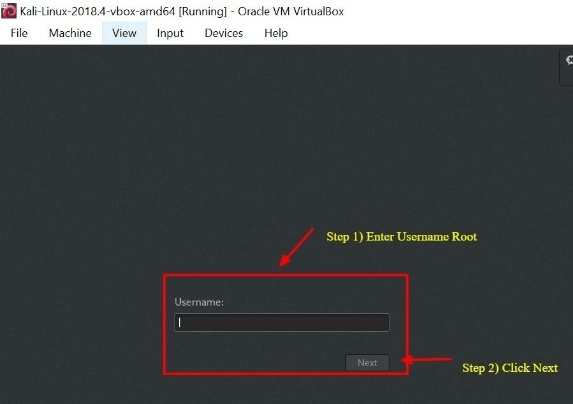 Kali-Linux-2018.4-vbox-amd64 [Running] - Oracle VM VirtualBox
File Machine View Input Devices Help
Step 1) Enter Username Root
Username:
Next
Step 2) Click Next